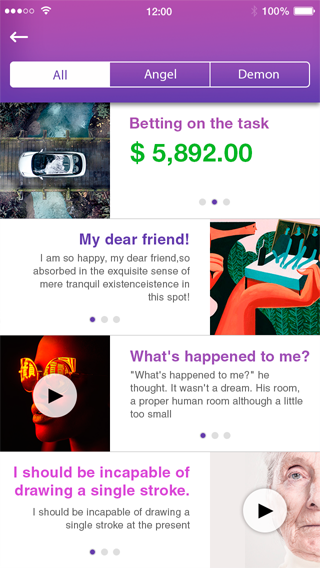 12:00
100%
All
Angel
Demon
Betting on the task
$ 5,892.00
My dear friend!
I am so happy, my dear friend,so
absorbed in the exquisite sense of
mere tranquil existenceistence in
this spot!
What's happened to me?
"What's happened to me?" he
thought. It wasn't a dream. His room,
a proper human room although a little
too small
I should be incapable of
drawing a single stroke.
I should be incapable of drawing a
single stroke at the present